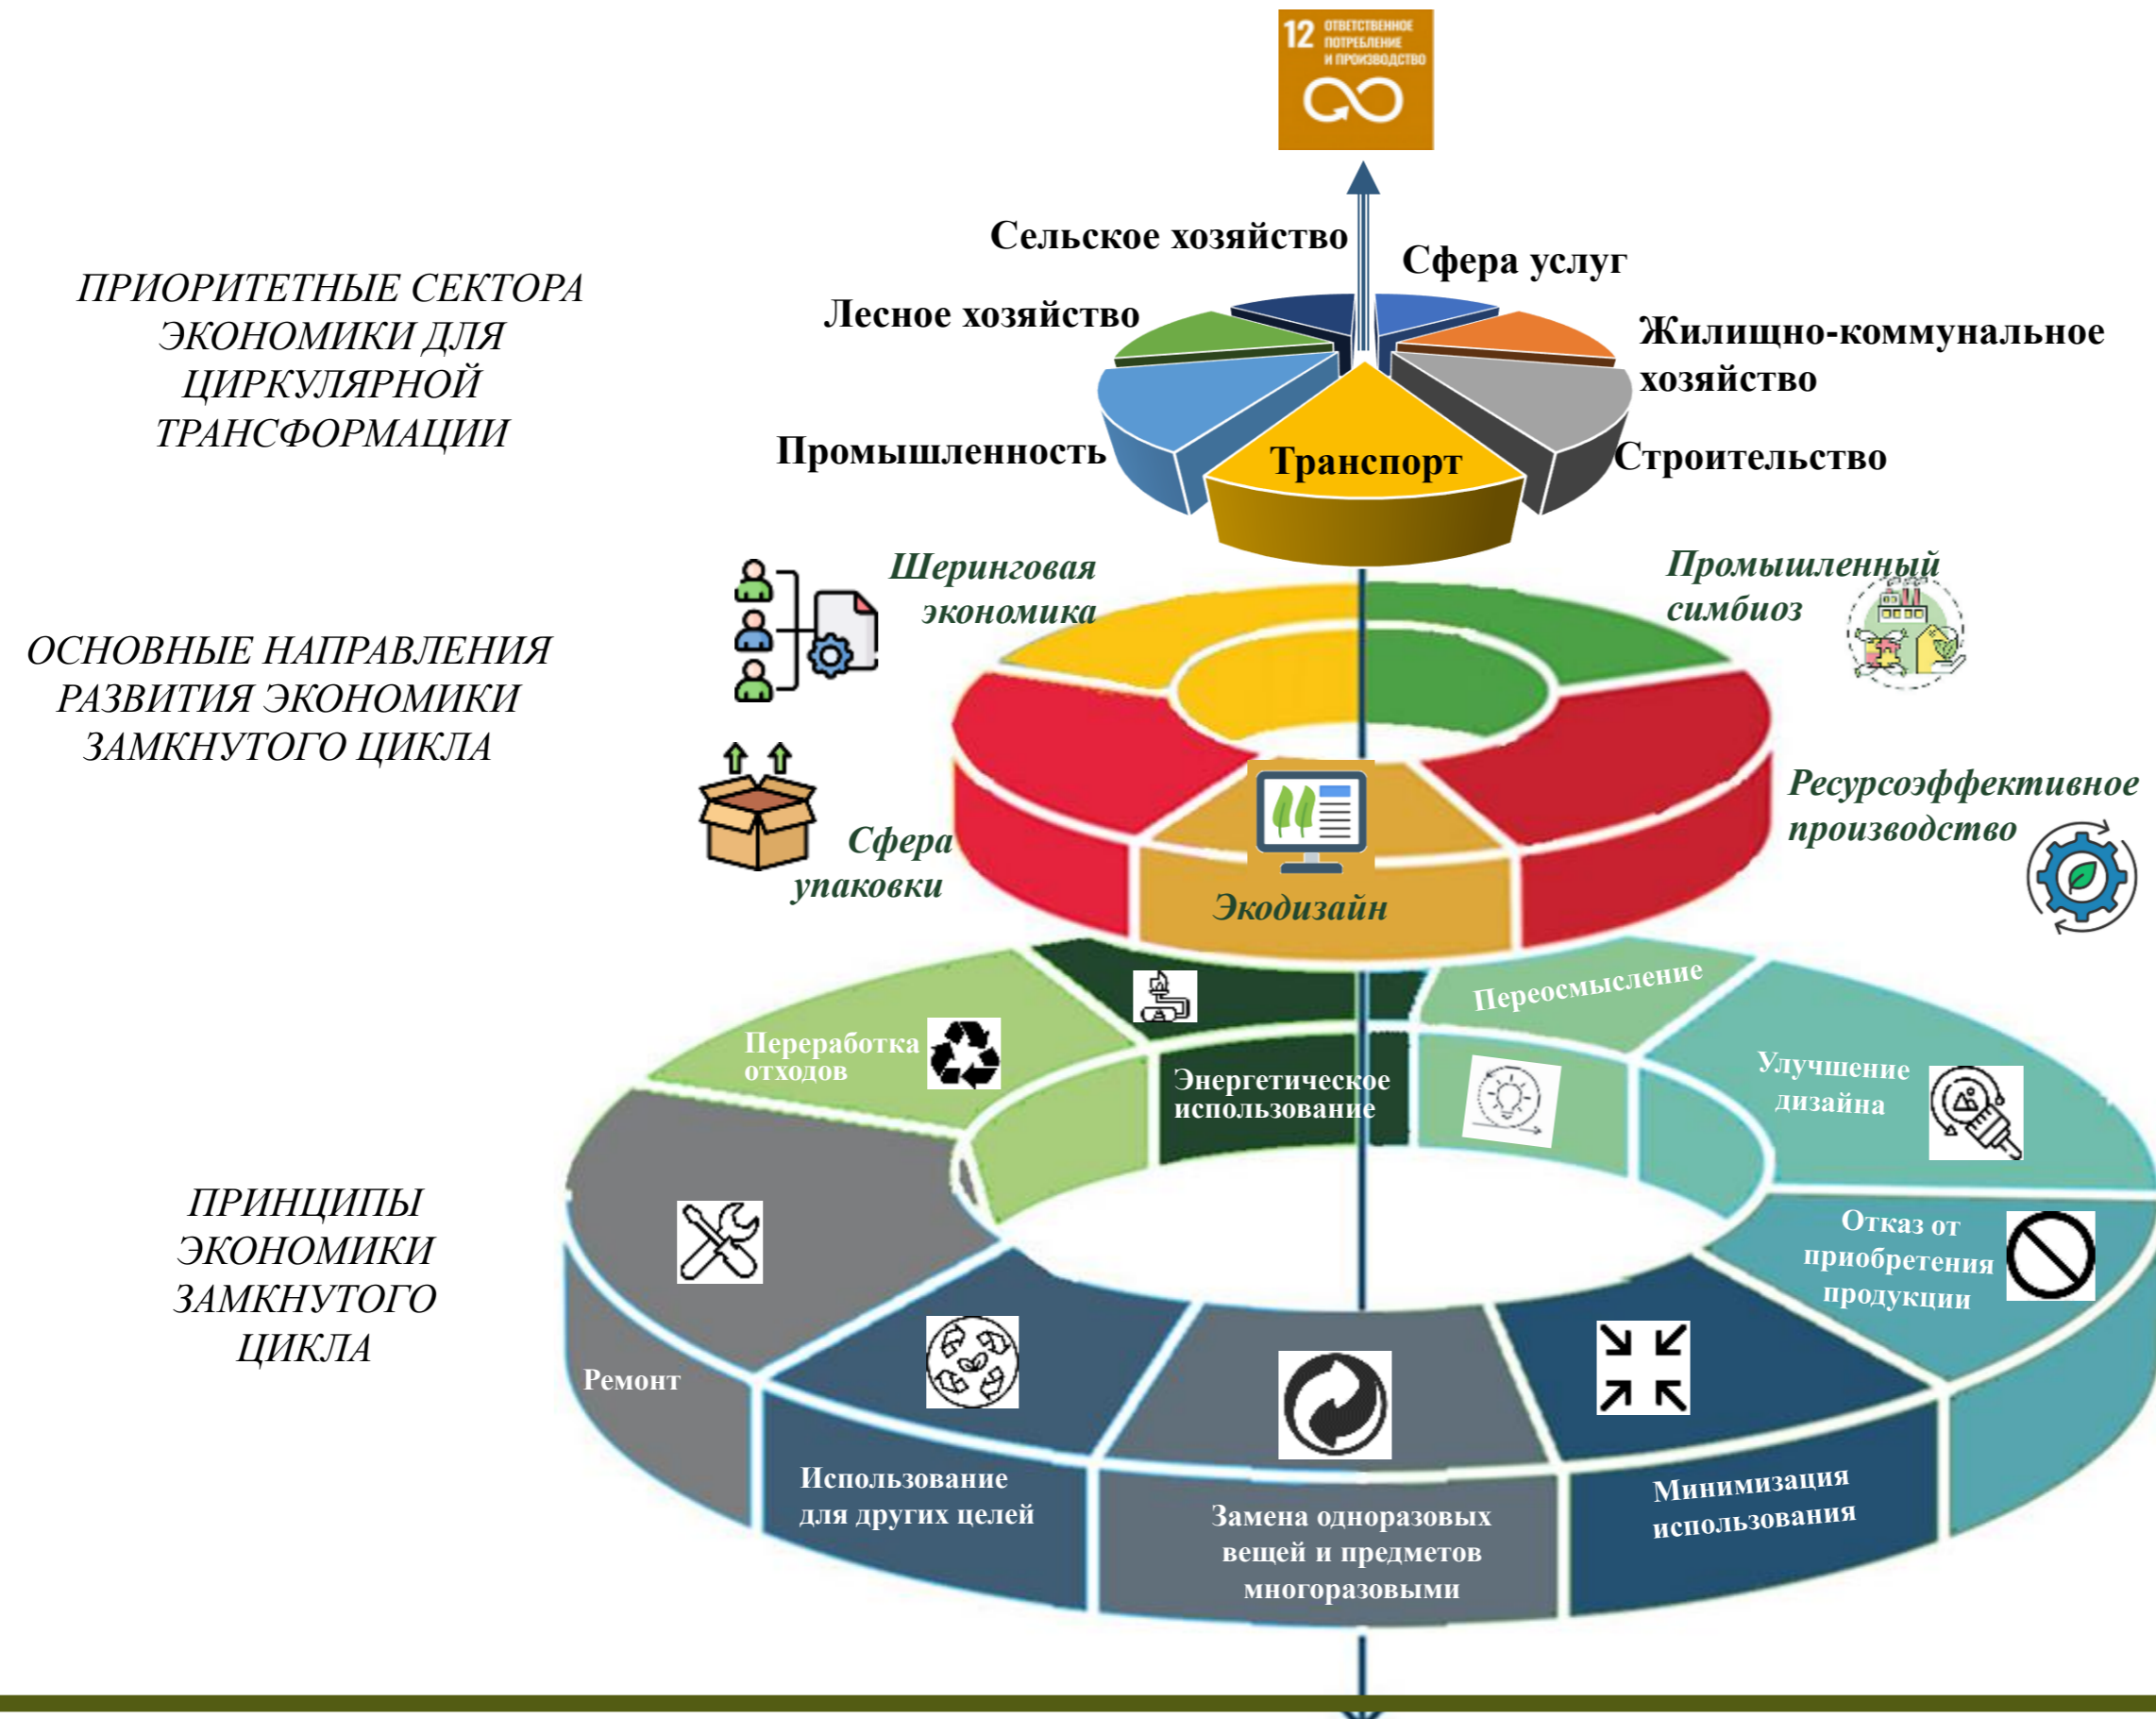 12 ОТВЕТСТВЕННОЕ
ПОТРЕБЛЕНИЕ
И ПРОИЗВОДСТВО
ПРИОРИТЕТНЫЕ СЕКТОРА
ЭКОНОМИКИ ДЛЯ
ЦИРКУЛЯРНОЙ
ТРАНСФОРМАЦИИ
Сельское хозяйство
Сфера услуг
Лесное хозяйство
Жилищно-коммунальное
хозяйство
Промышленность
Транспорт
Строительство
ОСНОВНЫЕ НАПРАВЛЕНИЯ
РАЗВИТИЯ ЭКОНОМИКИ
ЗАМКНУТОГО ЦИКЛА
Шеринговая
экономика
Промышленный
симбиоз
Ресурсоэффективное
производство
Сфера
упаковки
Экодизайн
ПРИНЦИПЫ
ЭКОНОМИКИ
ЗАМКНУТОГО
ЦИКЛА
Переосмысление
Переработка
отходов
Энергетическое
использование
Улучшение
дизайна
Отказ от
приобретения
продукции
Ремонт
Использование
для других целей
Замена одноразовых
вещей и предметов
многоразовыми
Минимизация
использования